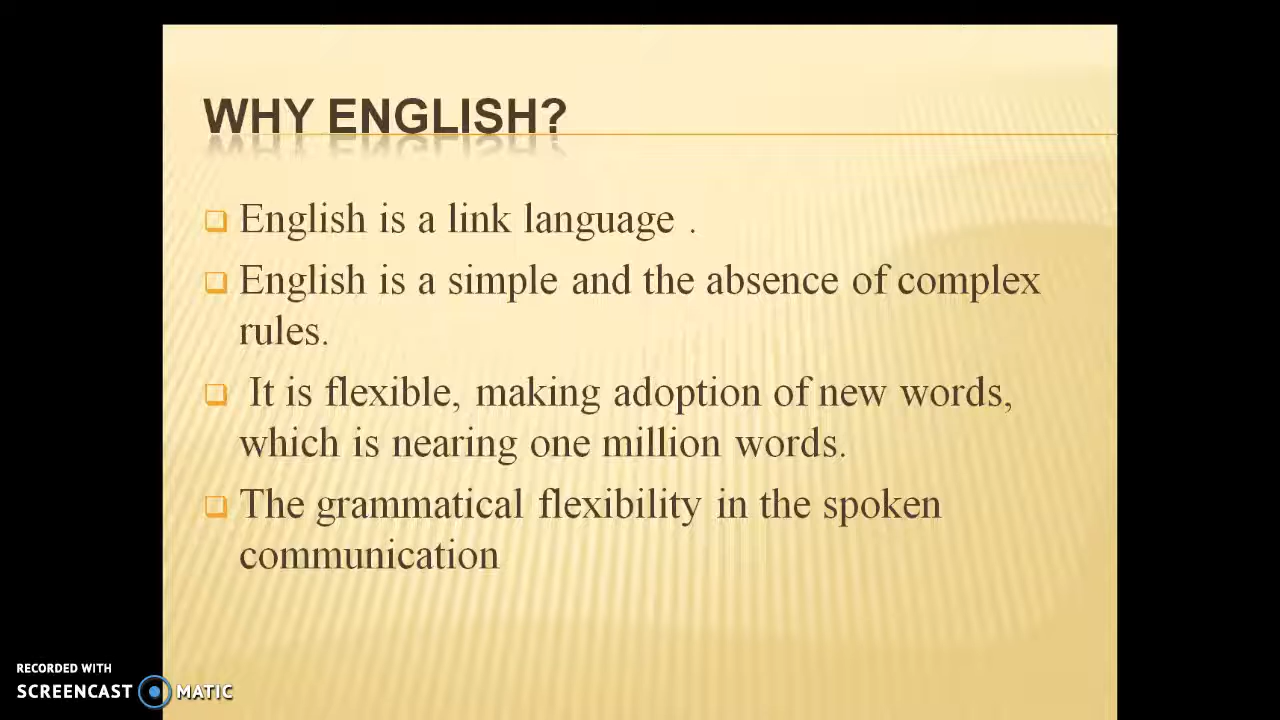 WHY ENGLISH?
English is a link language .
English is a simple and the absence of complex
rules.
It is flexible, making adoption of new words,
which is nearing one million words.
The grammatical flexibility in the spoken
communication
RECORDED WITH
SCREENCAST MATIC